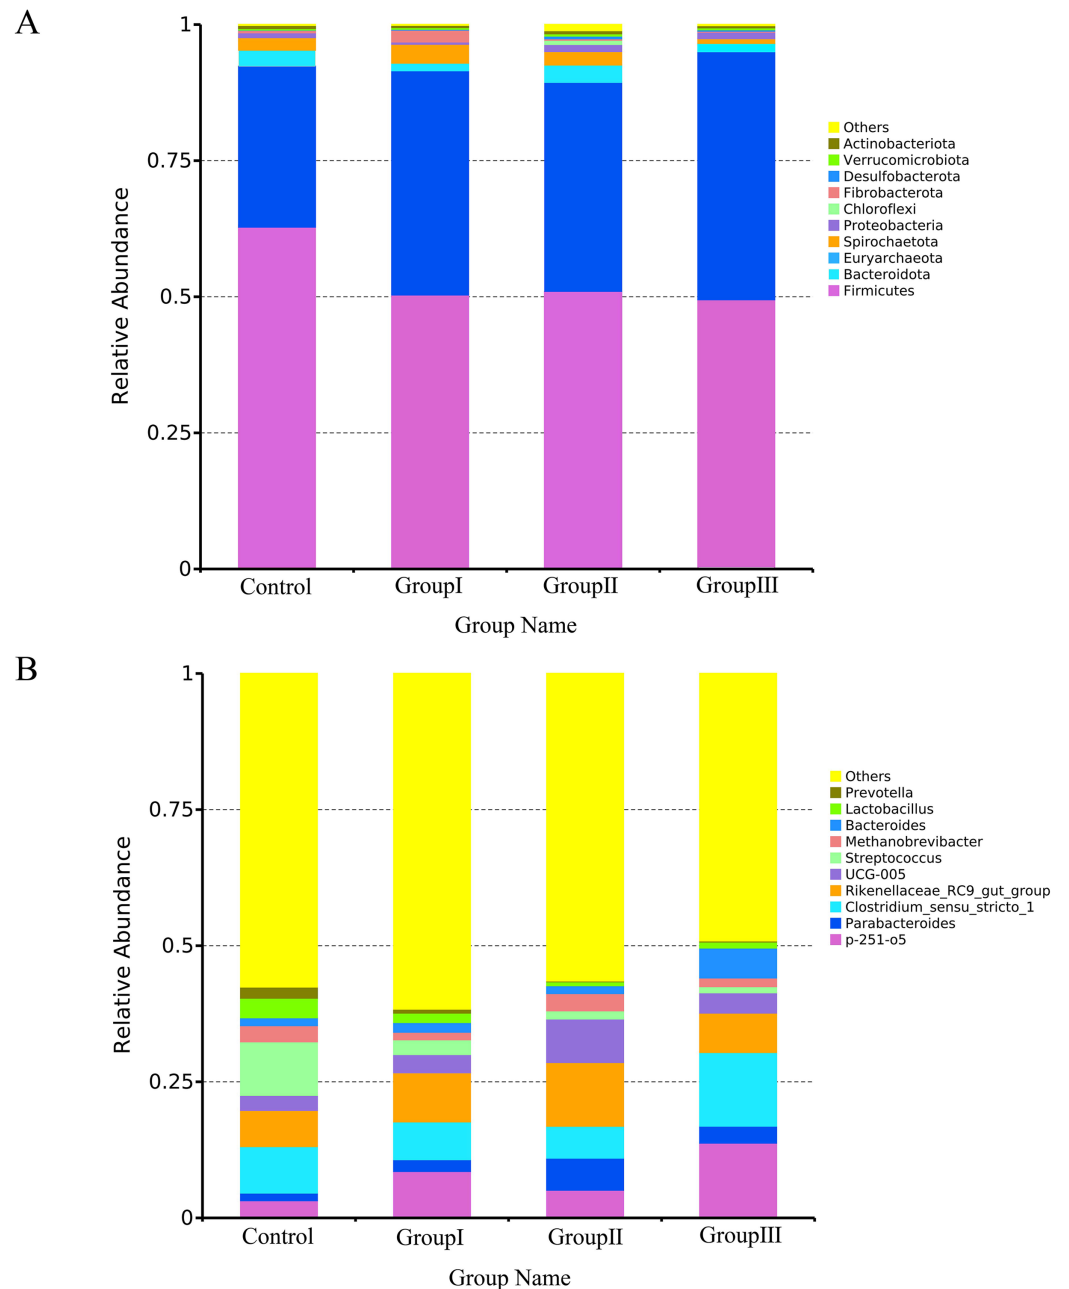 A
1
0.75
0.5
0.25
0
Relative Abundance
Control
GroupI
GroupII
GroupIII
Group Name
Others
Actinobacteriota
Verrucomicrobiota
Desulfobacterota
Fibrobacterota
Chloroflexi
Proteobacteria
Spirochaetota
Euryarchaeota
Bacteroidota
Firmicutes
B
1
0.75
0.5
0.25
0
Relative Abundance
Control
GroupI
GroupII
GroupIII
Group Name
Others
Prevotella
Lactobacillus
Bacteroides
Methanobrevibacter
Streptococcus
UCG-005
Rikenellaceae_RC9_gut_group
Clostridium_sensu_stricto_1
Parabacteroides
p-251-o5